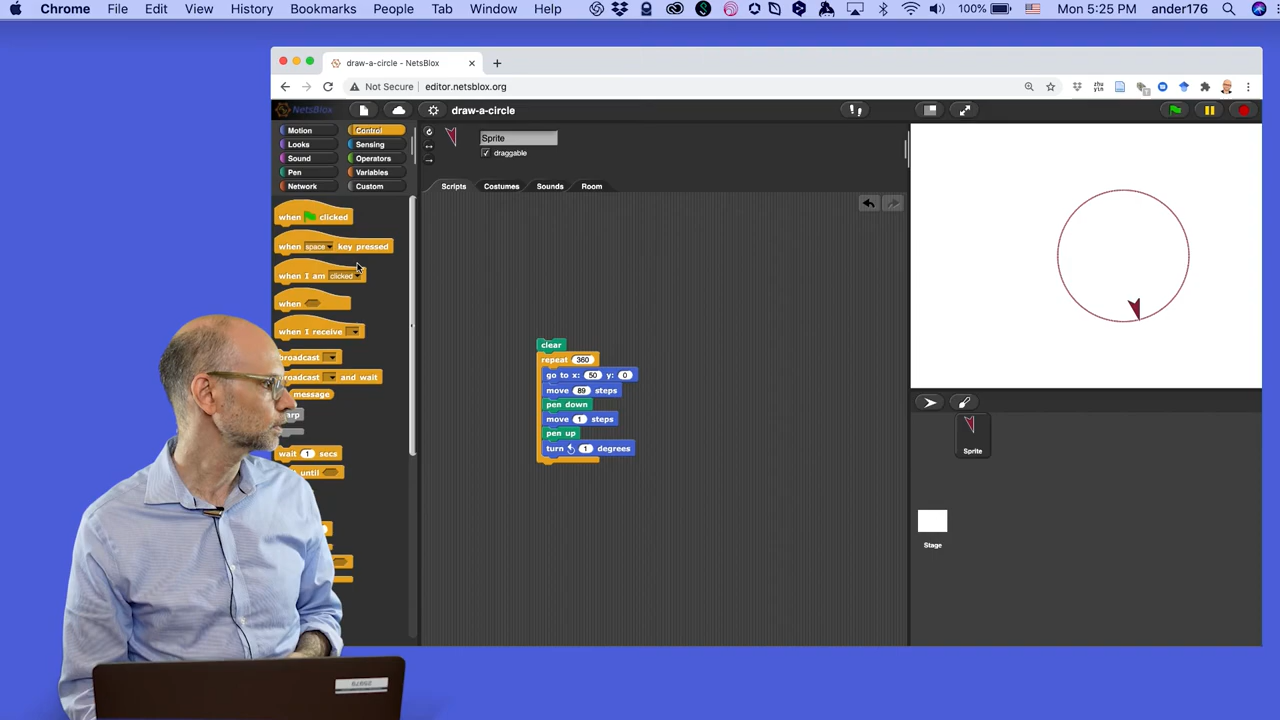 Chrome File Edit View History Bookmarks People Tab Window Help 100% Mon 5:25 PM ander176
draw-a-circle - NetsBlox
Not Secure editor.netsblox.org
NetsBlox draw-a-circle
Motion Control
Looks Sensing
Sound Operators
Pen Variables
Network Custom
Sprite
draggable
Scripts Costumes Sounds Room
when clicked
when space key pressed
when I am clicked
when
when I receive
broadcast
broadcast and wait
message
wait 1 secs
until
clear
repeat 360
go to x: 50 y: 0
move 89 steps
pen down
move 1 steps
pen up
turn 1 degrees
Sprite
Stage